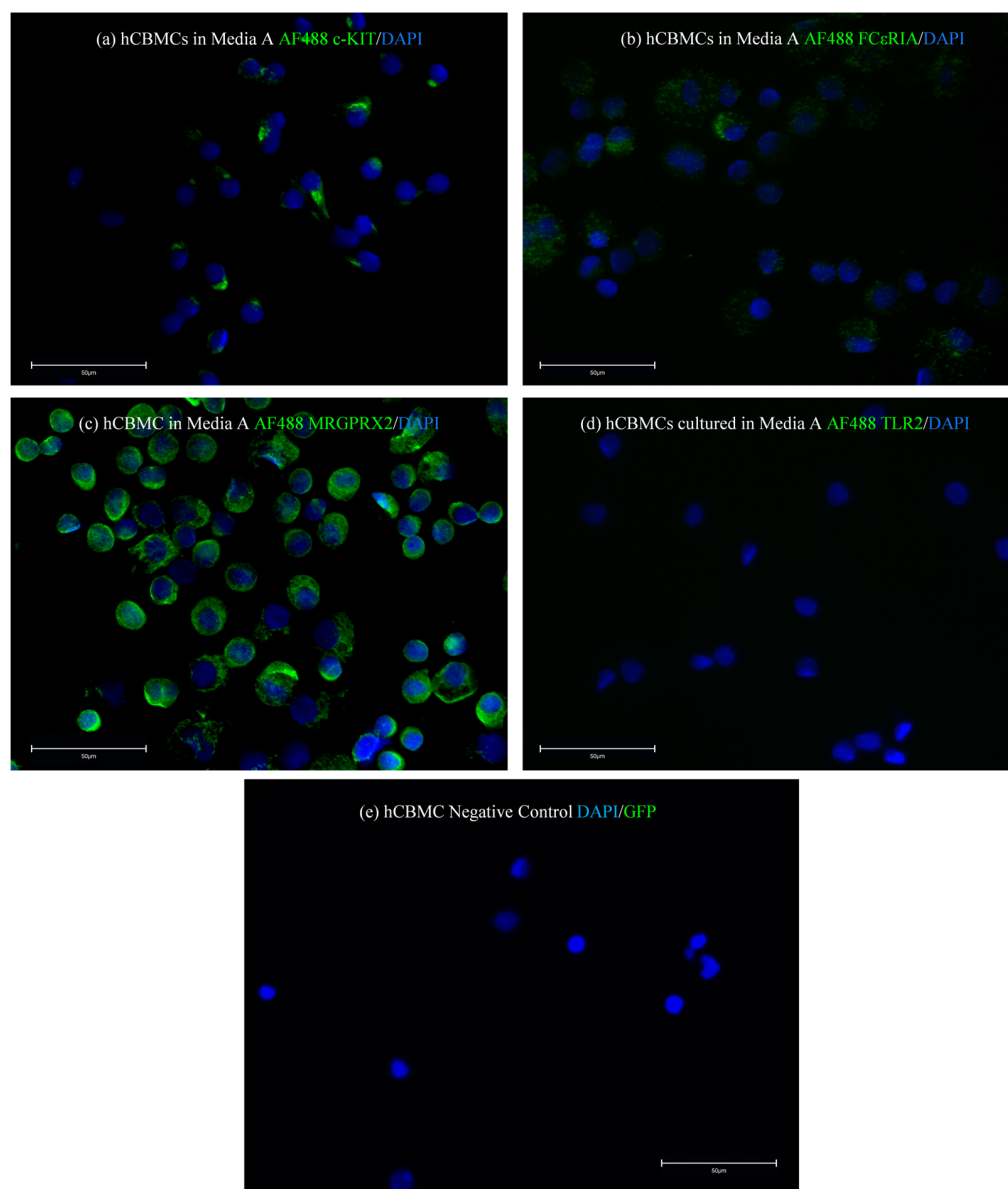 (a) hCBMCs in Media A AF488 c-KIT/DAPI
50µm
(b) hCBMCs in Media A AF488 FCεRIA/DAPI
50µm
(c) hCBMC in Media A AF488 MRGPRX2/DAPI
50µm
(d) hCBMCs cultured in Media A AF488 TLR2/DAPI
50µm
(e) hCBMC Negative Control DAPI/GFP
50µm